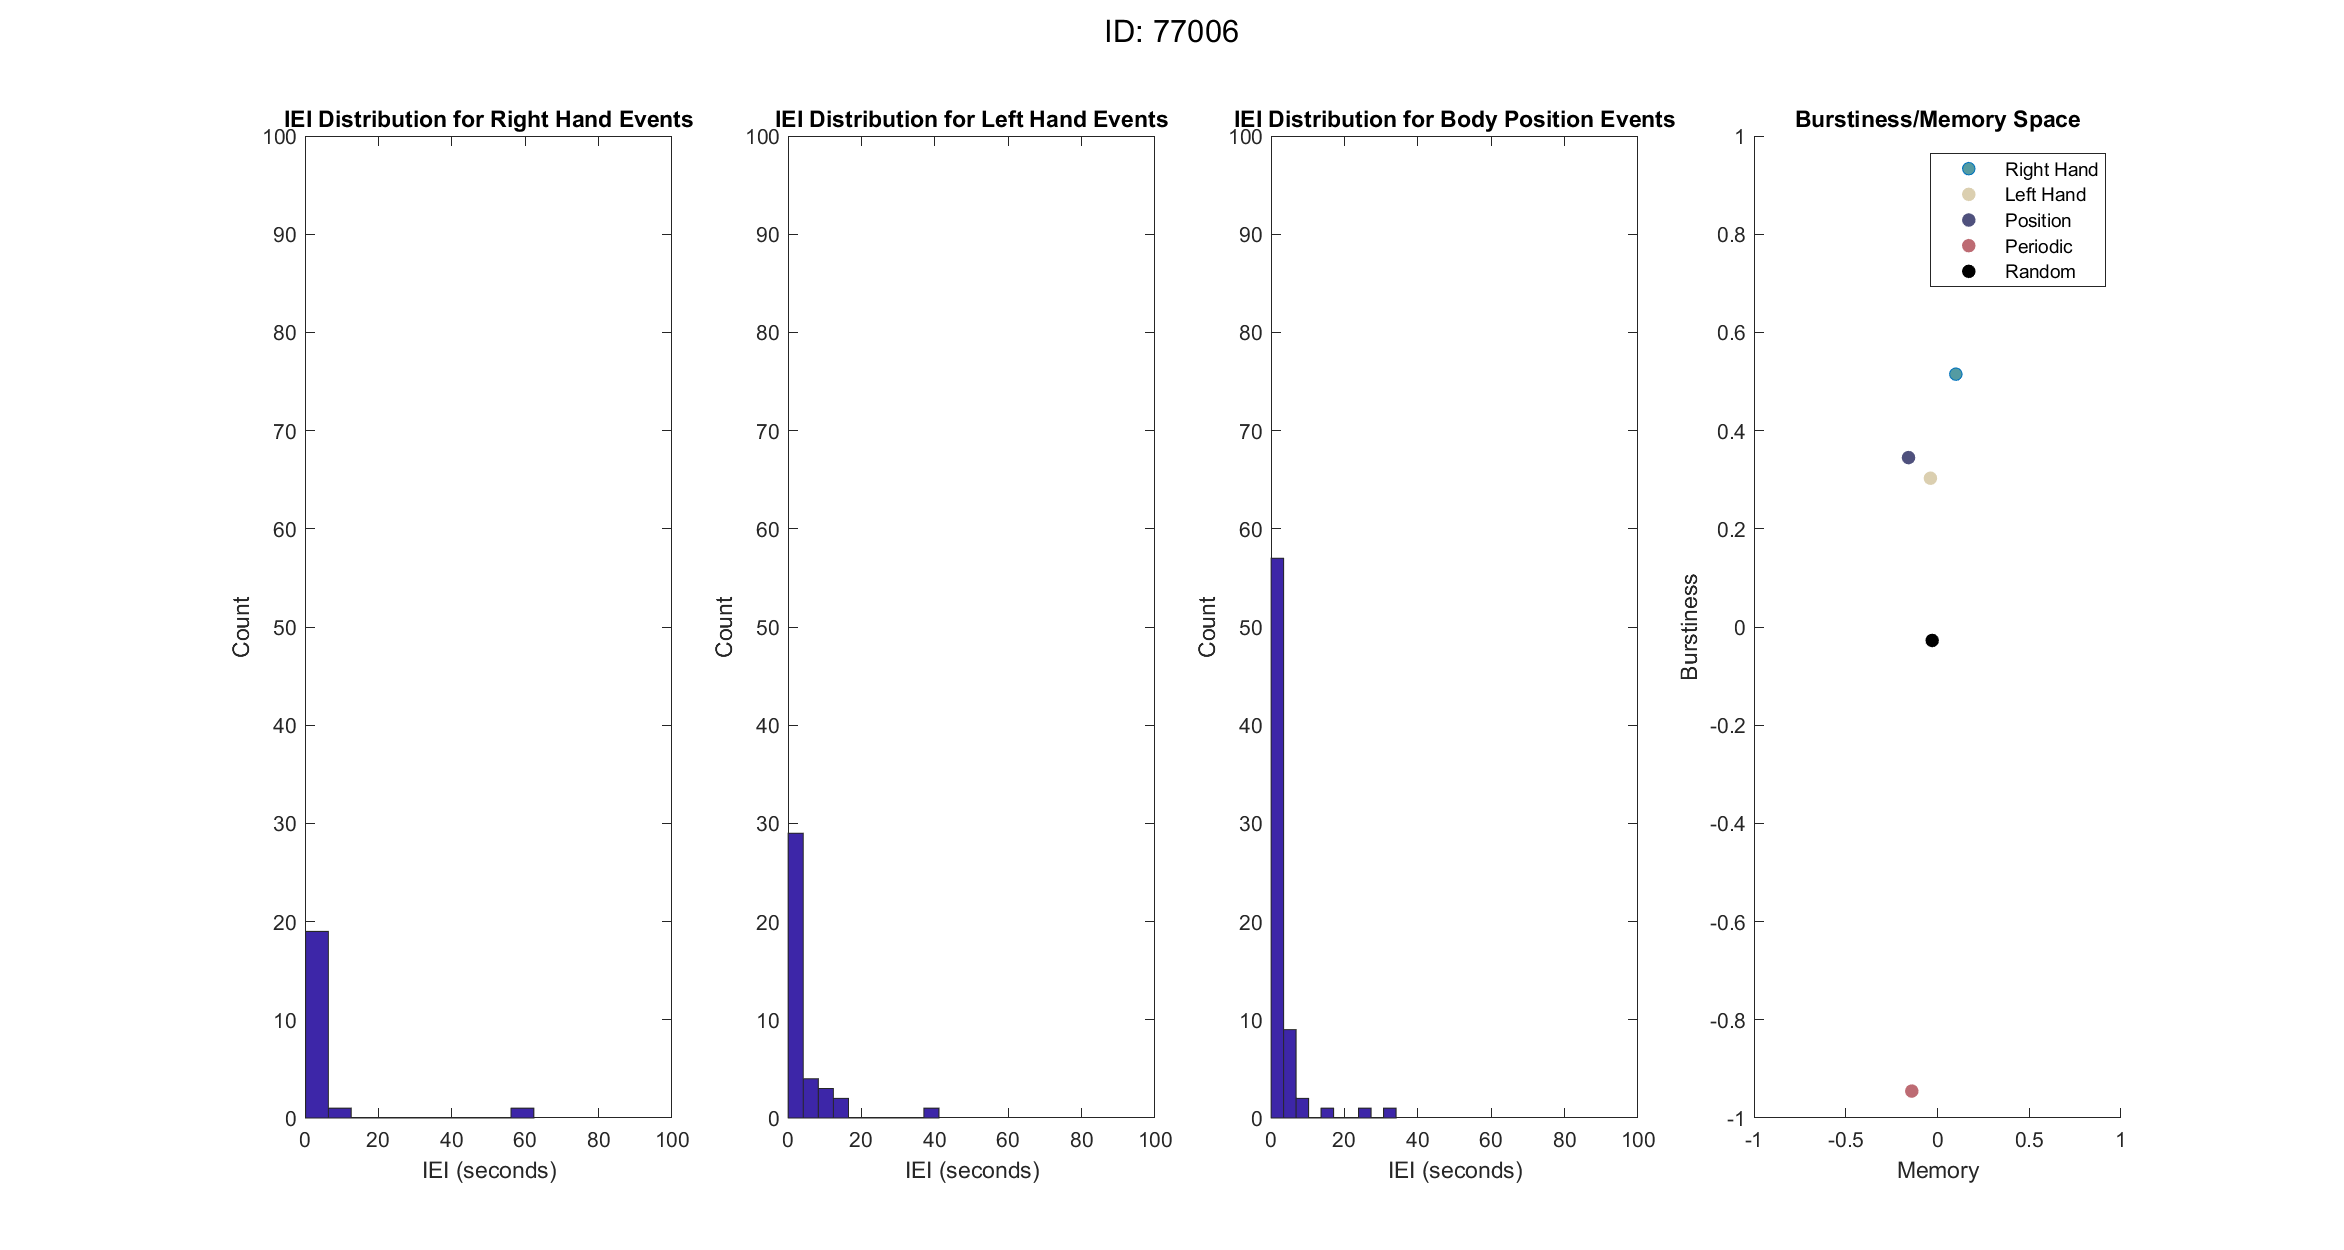 ID: 77006
IEI Distribution for Right Hand Events
100
90
80
70
60
50
40
30
20
10
0
Count
0 20 40 60 80 100
IEI (seconds)
IEI Distribution for Left Hand Events
100
90
80
70
60
50
40
30
20
10
0
Count
0 20 40 60 80 100
IEI (seconds)
IEI Distribution for Body Position Events
100
90
80
70
60
50
40
30
20
10
0
Count
0 20 40 60 80 100
IEI (seconds)
Burstiness/Memory Space
1
0.8
0.6
0.4
0.2
0
-0.2
-0.4
-0.6
-0.8
-1
Burstiness
Right Hand
Left Hand
Position
Periodic
Random
-1 -0.5 0 0.5 1
Memory